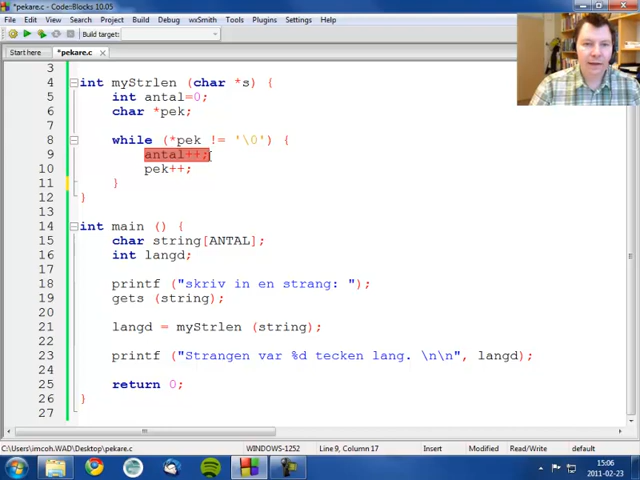 *pekare.c - Code::Blocks 10.05
File Edit View Search Project Build Debug wxSmith Tools Plugins Settings Help
Build target:
Start here *pekare.c
3
4 int myStrlen (char *s) {
5 int antal=0;
6 char *pek;
7
8 while (*pek != '\0') {
9 antal++;
10 pek++;
11 }
12 }
13
14 int main () {
15 char string[ANTAL];
16 int langd;
17
18 printf ("skriv in en strang: ");
19 gets (string);
20
21 langd = myStrlen (string);
22
23 printf ("Strangen var %d tecken lang. \n\n", langd);
24
25 return 0;
26 }
27
C:\Users\imcoh.WAD\Desktop\pekare.c WINDOWS-1252 Line 9, Column 17 Insert Modified Read/Write default
15:06
2011-02-23